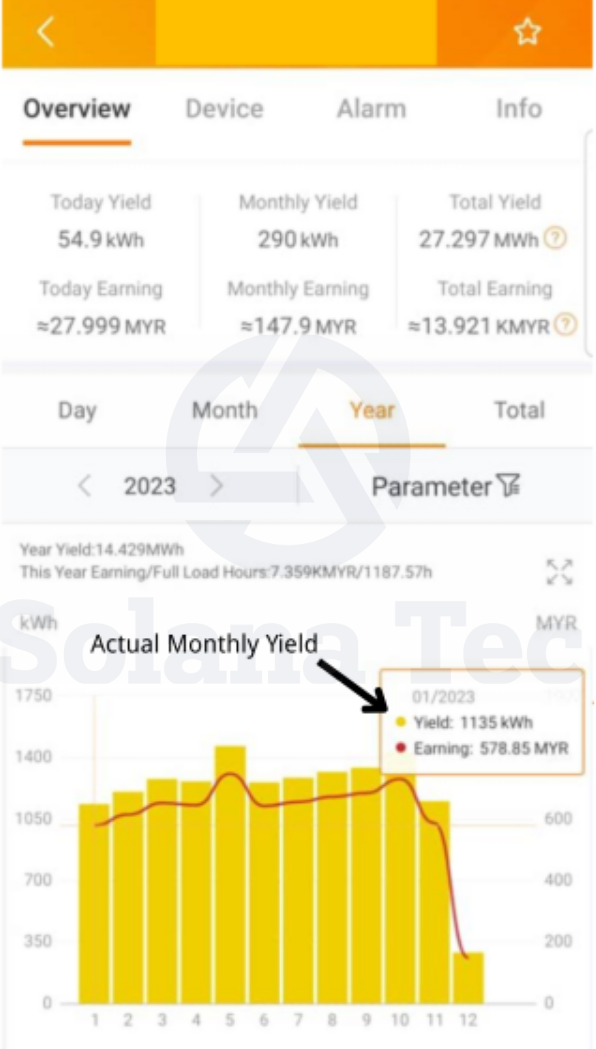 Overview Device Alarm Info
Today Yield Monthly Yield Total Yield
54.9 kWh 290 kWh 27.297 MWh ?
Today Earning Monthly Earning Total Earning
≈27.999 MYR ≈147.9 MYR ≈13.921 KMYR ?
Day Month Year Total
< 2023 > Parameter
Year Yield:14.429MWh
This Year Earning/Full Load Hours:7.359KMYR/1187.57h
kWh MYR
Solana Tec
Actual Monthly Yield
01/2023
Yield: 1135 kWh
Earning: 578.85 MYR
1750
1400
1050 600
700 400
350 200
0 0
1 2 3 4 5 6 7 8 9 10 11 12